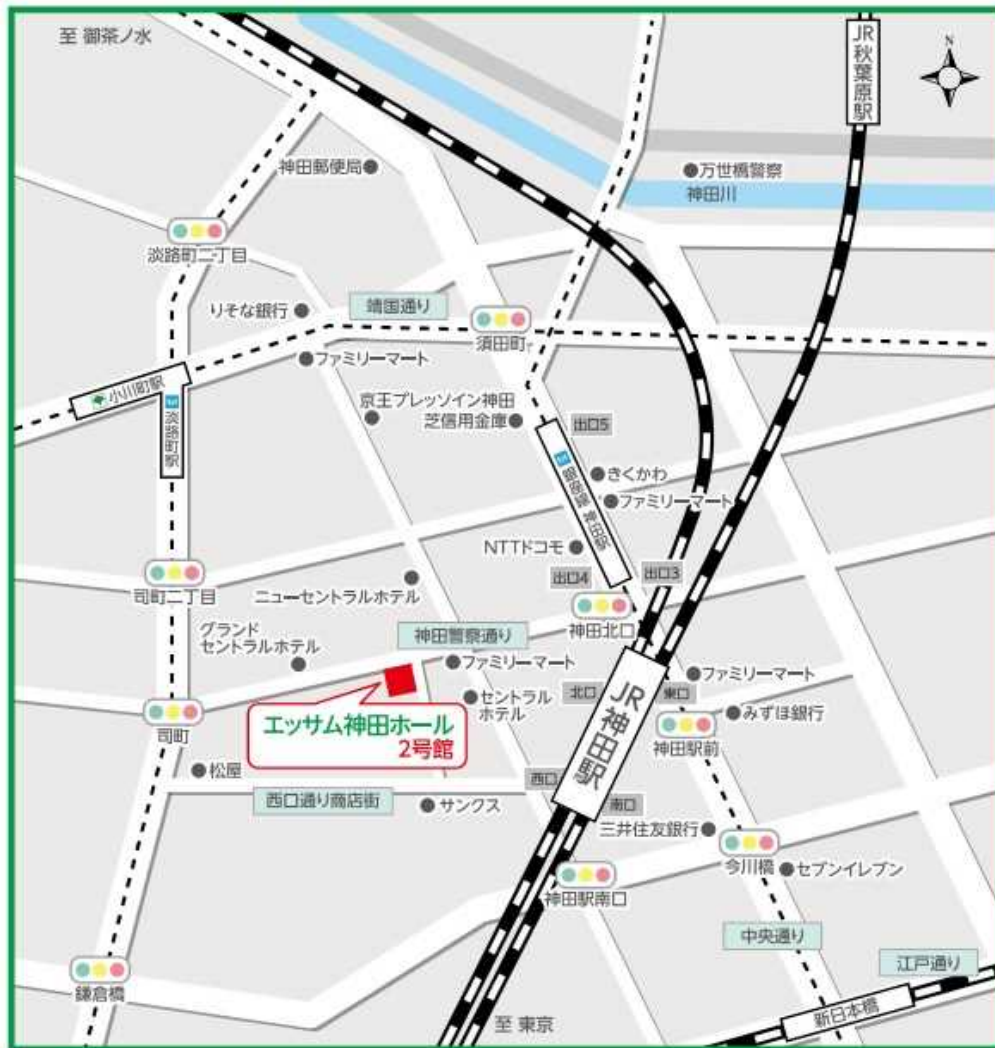 至 御茶ノ水
JR秋葉原駅
N
神田郵便局
万世橋警察
神田川
淡路町二丁目
りそな銀行
靖国通り
須田町
ファミリーマート
小川町駅
淡路町駅
京王プレッソイン神田
芝信用金庫
出口5
きくかわ
ファミリーマート
銀座線 神田駅
NTTドコモ
出口4
出口3
司町二丁目
ニューセントラルホテル
神田北口
グランド
セントラルホテル
神田警察通り
ファミリーマート
ファミリーマート
北口
東口
JR神田駅
セントラル
ホテル
みずほ銀行
神田駅前
エッサム神田ホール
2号館
司町
松屋
西口
西口通り商店街
サンクス
南口
三井住友銀行
今川橋
セブンイレブン
神田駅南口
中央通り
江戸通り
鎌倉橋
新日本橋
至 東京